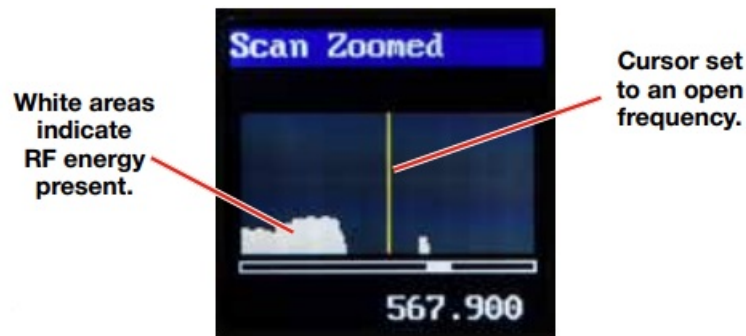 Scan Zoomed
White areas
indicate
RF energy
present.
Cursor set
to an open
frequency.
567.900